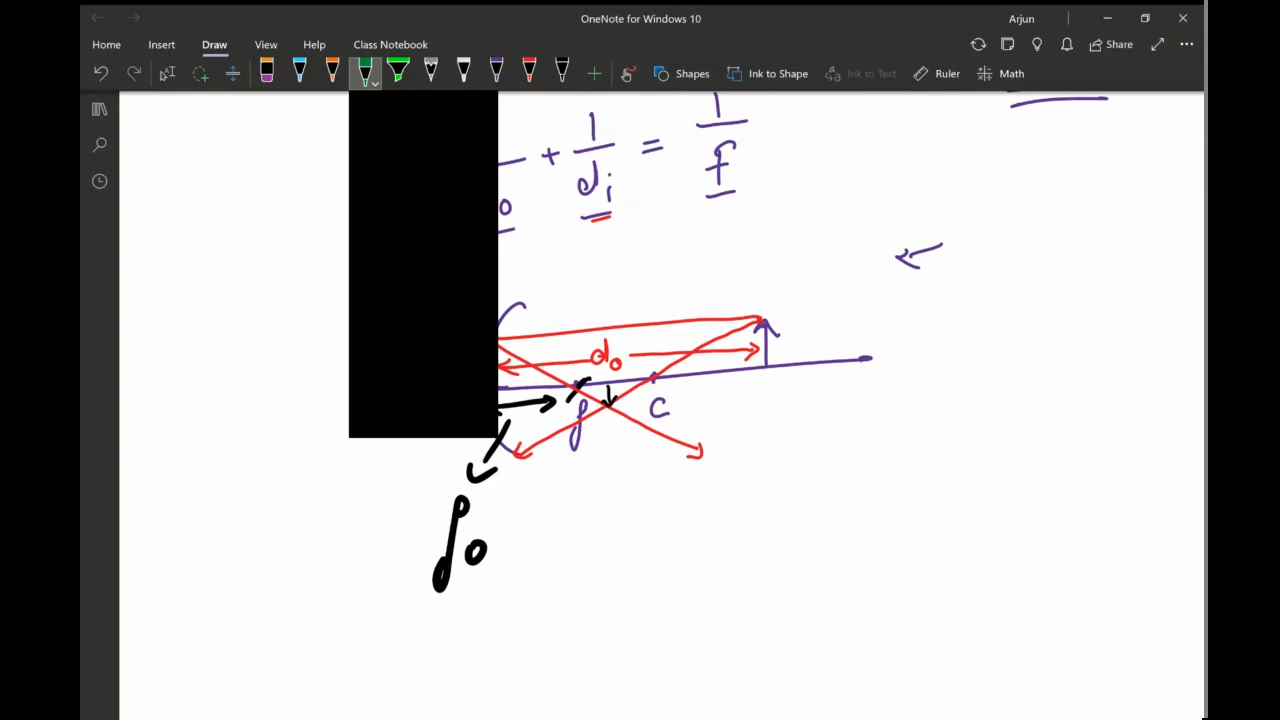 OneNote for Windows 10
Arjun
Home Insert Draw View Help Class Notebook
Share
Shapes Ink to Shape Ink to Text Ruler Math
1 1
+ — = —
o di f
do
f C
fo